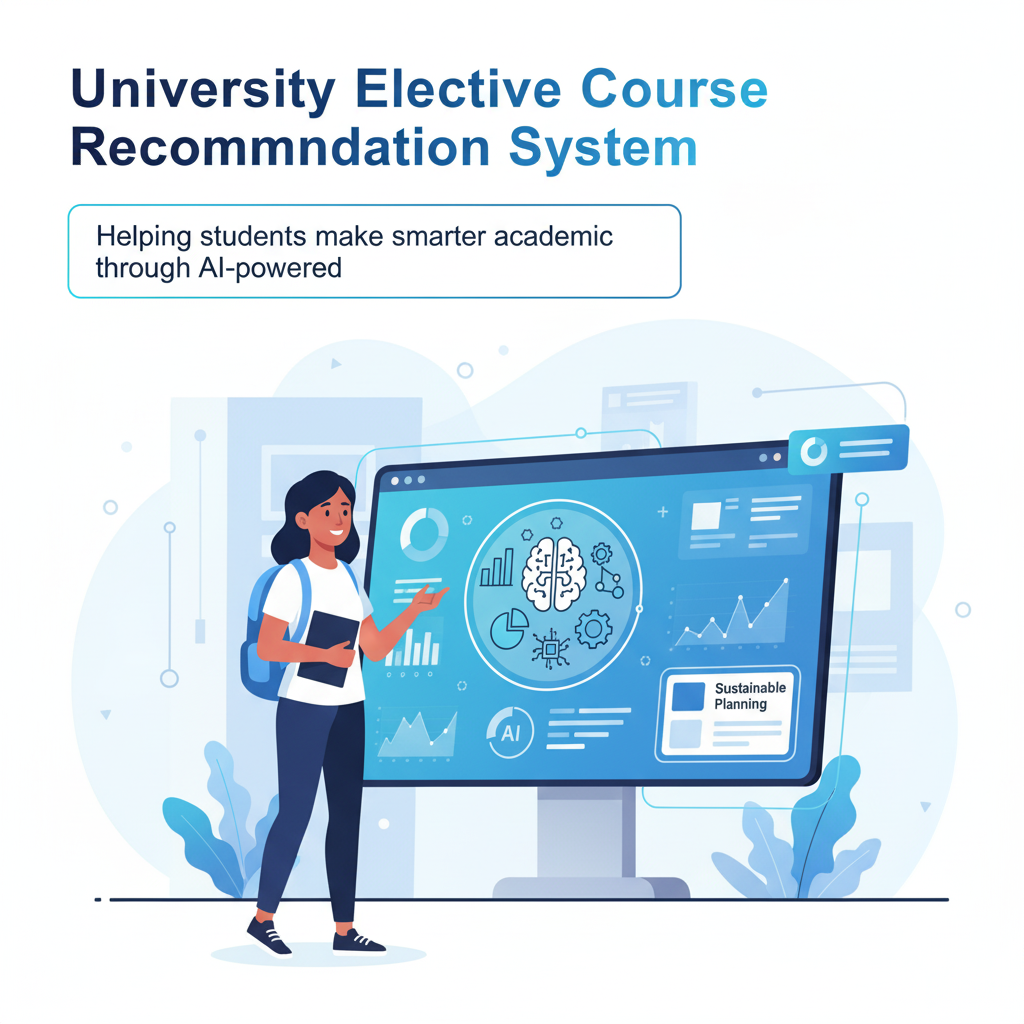 University Elective Course
Recommndation System
Helping students make smarter academic
through AI-powered
AI
Sustainable
Planning